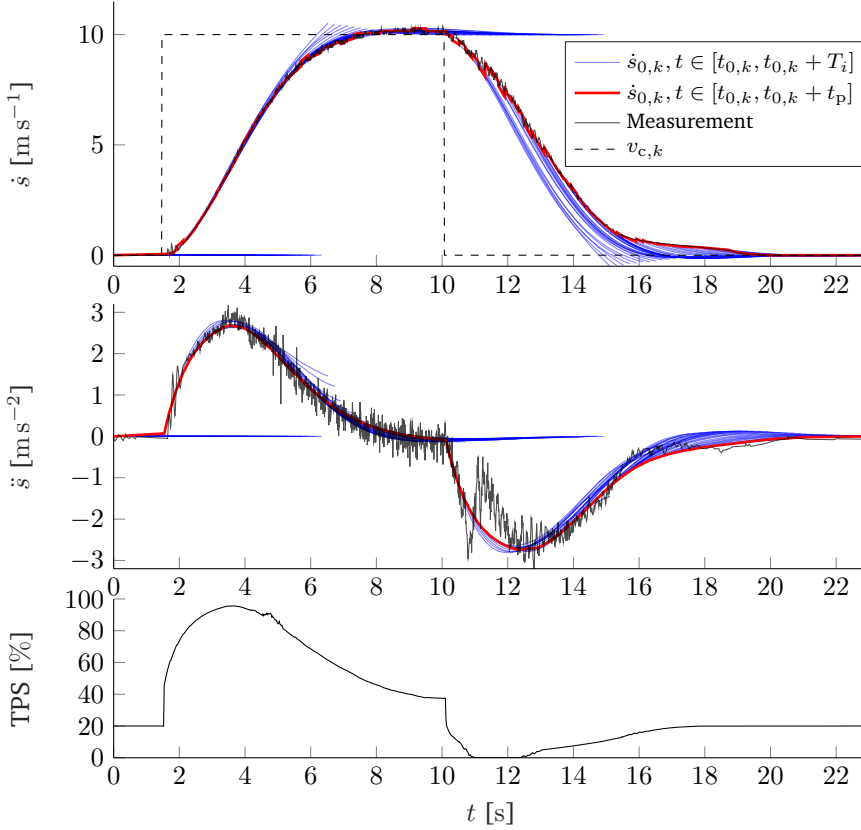 10
5
0
ṡ [m s⁻¹]
ṡ₀,ₖ, t ∈ [t₀,ₖ, t₀,ₖ + Tᵢ]
ṡ₀,ₖ, t ∈ [t₀,ₖ, t₀,ₖ + tₚ]
Measurement
v_c,k
0 2 4 6 8 10 12 14 16 18 20 22
3
2
1
0
−1
−2
−3
s̈ [m s⁻²]
0 2 4 6 8 10 12 14 16 18 20 22
100
80
60
40
20
0
TPS [%]
0 2 4 6 8 10 12 14 16 18 20 22
t [s]